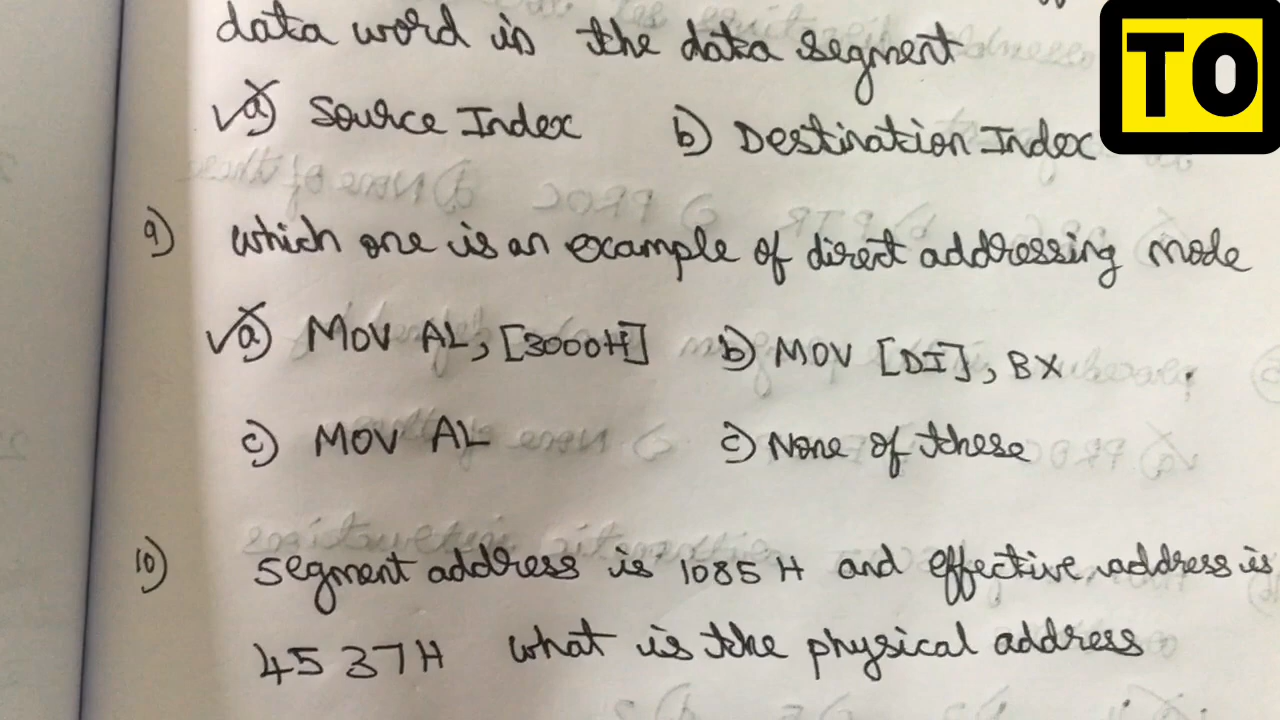 TO
data word in the data segment
a) Source Index b) Destination Index
9) which one is an example of direct addressing mode
a) MOV AL, [3000H] b) MOV [DI], BX
c) MOV AL c) None of these
10) segment address is 1085 H and effective address is
4537H what is the physical address